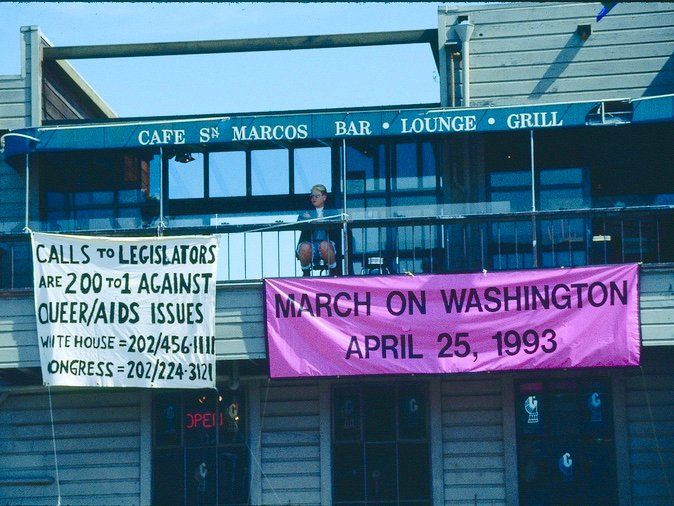 CAFE SN MARCOS BAR • LOUNGE • GRILL
CALLS TO LEGISLATORS
ARE 200 TO 1 AGAINST
QUEER/AIDS ISSUES
WHITE HOUSE = 202/456-1111
CONGRESS = 202/224-3121
MARCH ON WASHINGTON
APRIL 25, 1993
OPEN